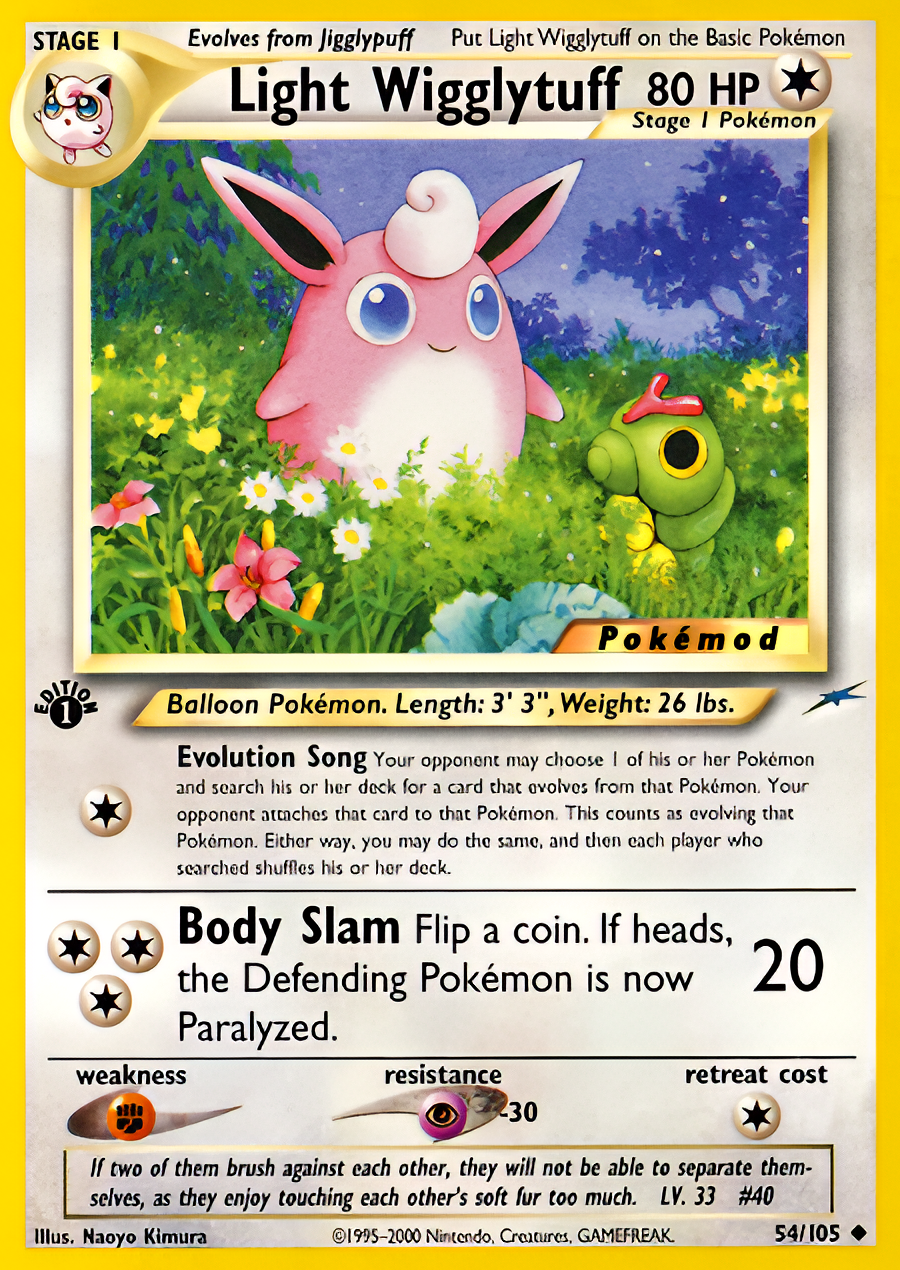 STAGE 1
Evolves from Jigglypuff
Put Light Wigglytuff on the Basic Pokémon
Light Wigglytuff 80 HP
Stage 1 Pokémon
Pokémod
EDITION
1
Balloon Pokémon. Length: 3' 3", Weight: 26 lbs.
Evolution Song Your opponent may choose 1 of his or her Pokémon
and search his or her deck for a card that evolves from that Pokémon. Your
opponent attaches that card to that Pokémon. This counts as evolving that
Pokémon. Either way, you may do the same, and then each player who
searched shuffles his or her deck.
Body Slam Flip a coin. If heads,
the Defending Pokémon is now
Paralyzed.
20
weakness
resistance
retreat cost
-30
If two of them brush against each other, they will not be able to separate them-
selves, as they enjoy touching each other's soft fur too much. LV. 33 #40
Illus. Naoyo Kimura
©1995-2000 Nintendo, Creatures, GAMEFREAK.
54/105